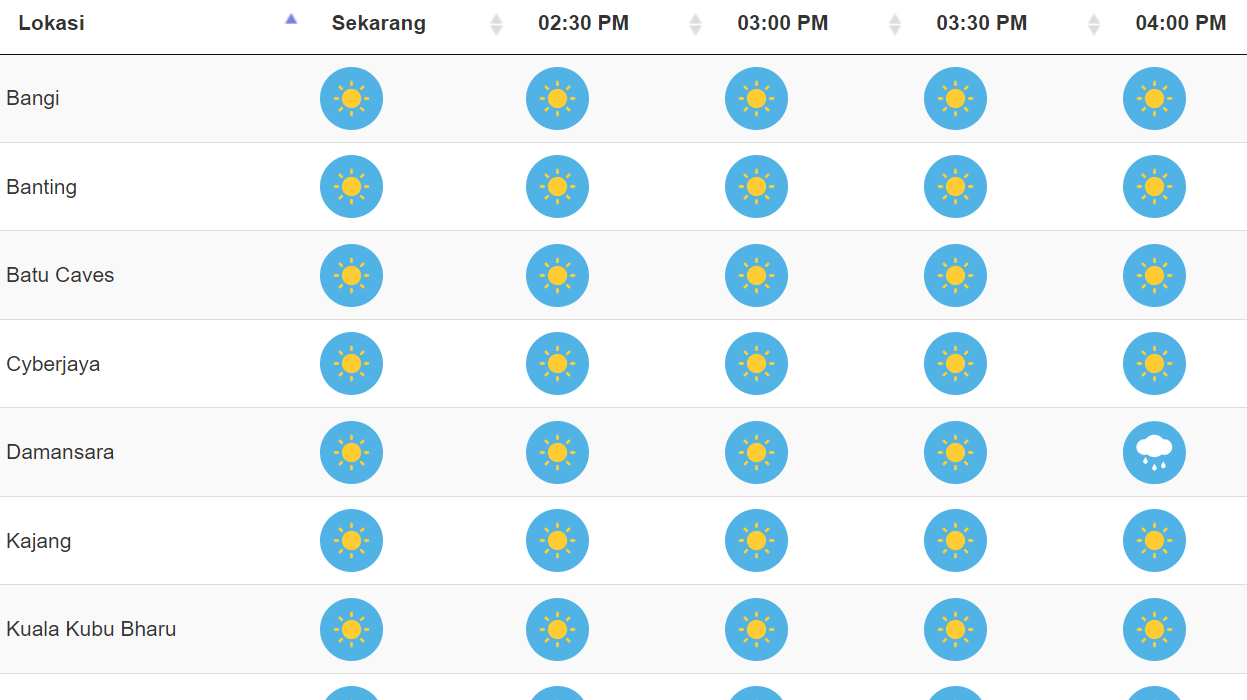 Lokasi Sekarang 02:30 PM 03:00 PM 03:30 PM 04:00 PM
Bangi
Banting
Batu Caves
Cyberjaya
Damansara
Kajang
Kuala Kubu Bharu